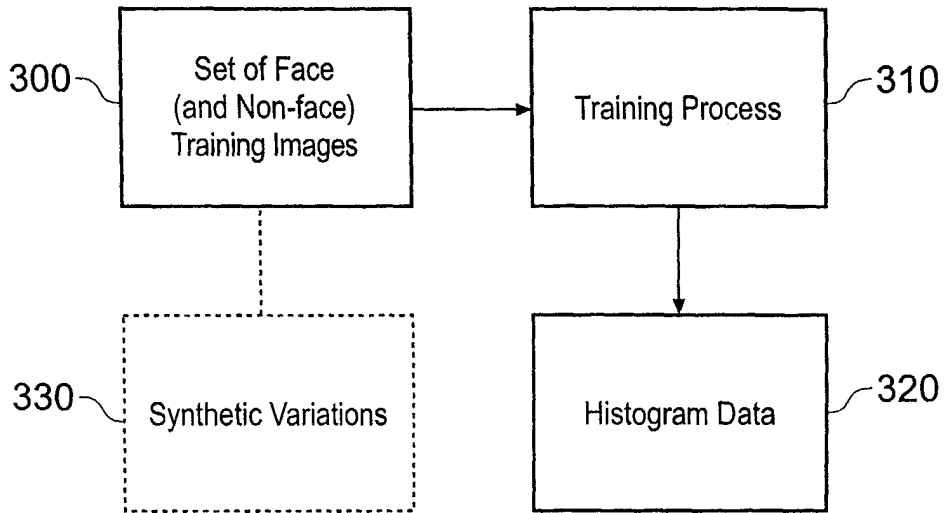 300
Set of Face
(and Non-face)
Training Images
Training Process
310
330
Synthetic Variations
Histogram Data
320